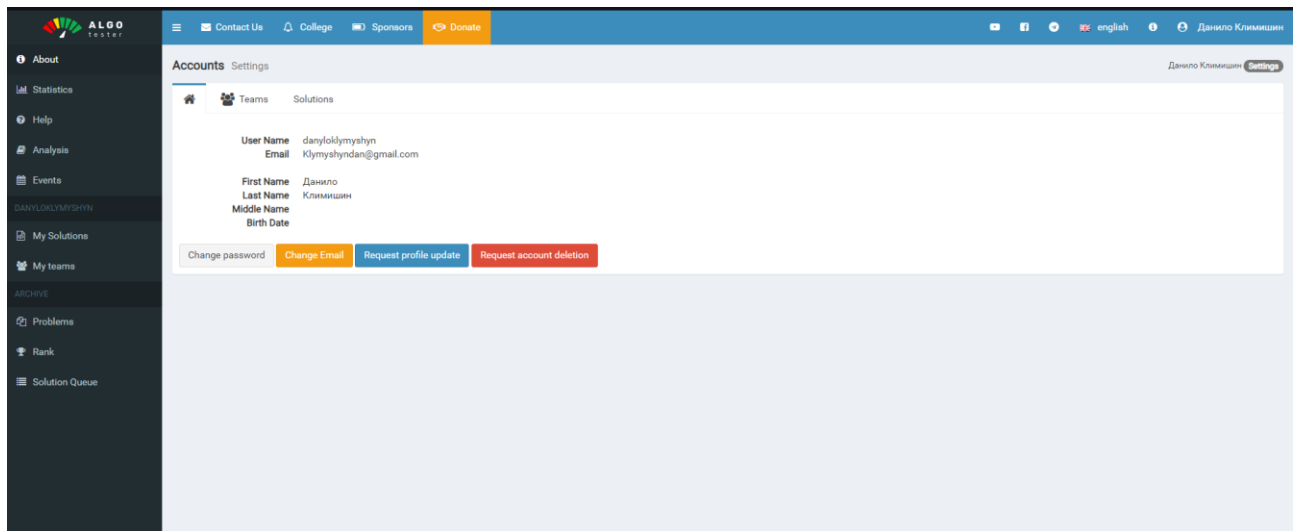 ALGO
tester
Contact Us College Sponsors Donate english Данило Климишин
About
Statistics
Help
Analysis
Events
DANYLOKLYMYSHYN
My Solutions
My teams
ARCHIVE
Problems
Rank
Solution Queue
Accounts Settings
Данило Климишин Settings
Teams Solutions
User Name danyloklymyshyn
Email Klymyshyndan@gmail.com
First Name Данило
Last Name Климишин
Middle Name
Birth Date
Change password Change Email Request profile update Request account deletion